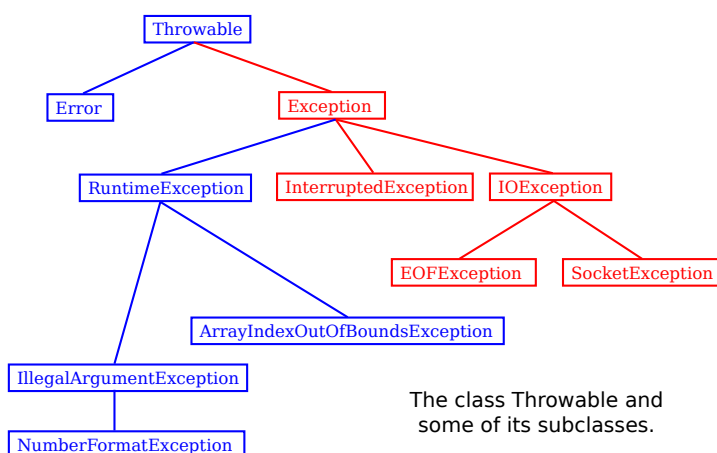 Throwable
Error
Exception
RuntimeException
InterruptedException
IOException
EOFException
SocketException
ArrayIndexOutOfBoundsException
IllegalArgumentException
NumberFormatException
The class Throwable and
some of its subclasses.